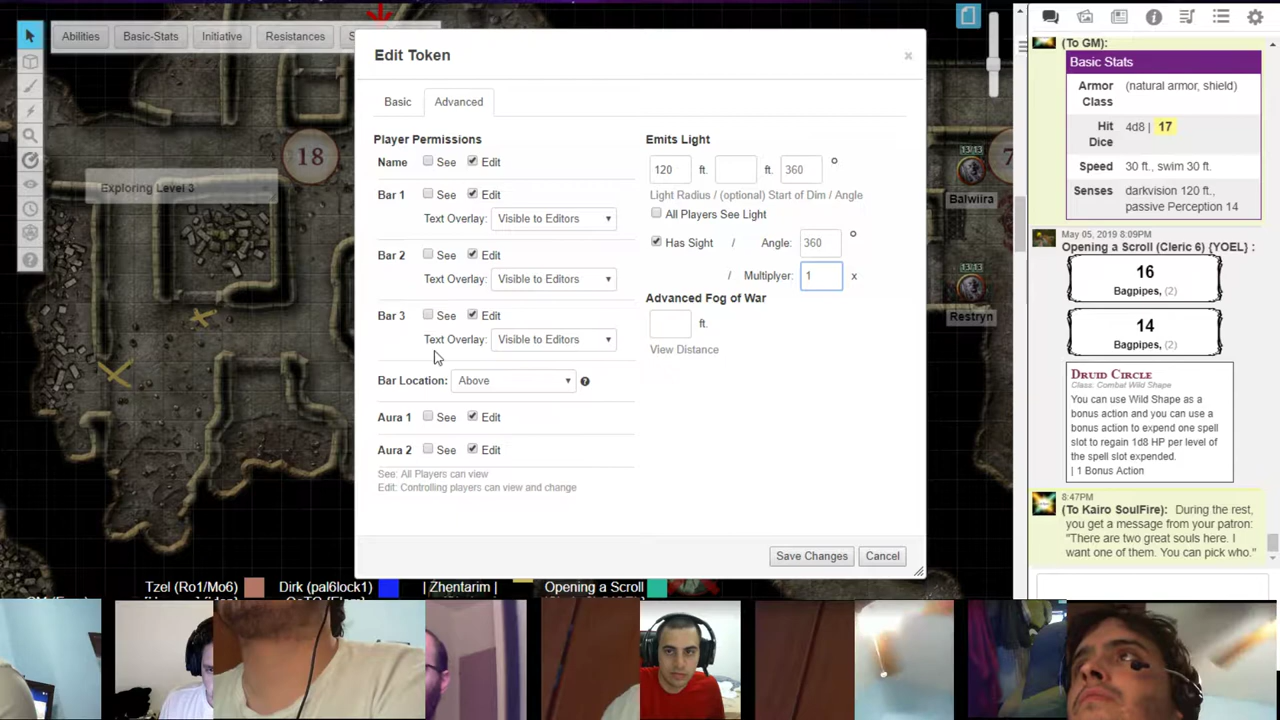 Abilities
Basic-Stats
Initiative
Resistances
Exploring Level 3
18
Edit Token
×
Basic
Advanced
Player Permissions
Name See Edit
Bar 1 See Edit
Text Overlay: Visible to Editors
Bar 2 See Edit
Text Overlay: Visible to Editors
Bar 3 See Edit
Text Overlay: Visible to Editors
Bar Location: Above
Aura 1 See Edit
Aura 2 See Edit
See: All Players can view
Edit: Controlling players can view and change
Emits Light
120 ft. ft. 360 °
Light Radius / (optional) Start of Dim / Angle
All Players See Light
Has Sight / Angle: 360 °
/ Multiplyer: 1 x
Advanced Fog of War
ft.
View Distance
Save Changes
Cancel
13/13
Balwiira
13/13
Restryn
(To GM):
Basic Stats
Armor Class (natural armor, shield)
Hit Dice 4d8 | 17
Speed 30 ft., swim 30 ft.
Senses darkvision 120 ft.,
passive Perception 14
May 05, 2019 8:09PM
Opening a Scroll (Cleric 6) {YOEL} :
16
Bagpipes, (2)
14
Bagpipes, (2)
Druid Circle
Class: Combat Wild Shape
You can use Wild Shape as a
bonus action and you can use a
bonus action to expend one spell
slot to regain 1d8 HP per level of
the spell slot expended.
| 1 Bonus Action
8:47PM
(To Kairo SoulFire): During the rest,
you get a message from your patron:
"There are two great souls here. I
want one of them. You can pick who."
Tzel (Ro1/Mo6)
Dirk (pal6lock1)
| Zhentarim |
Opening a Scroll